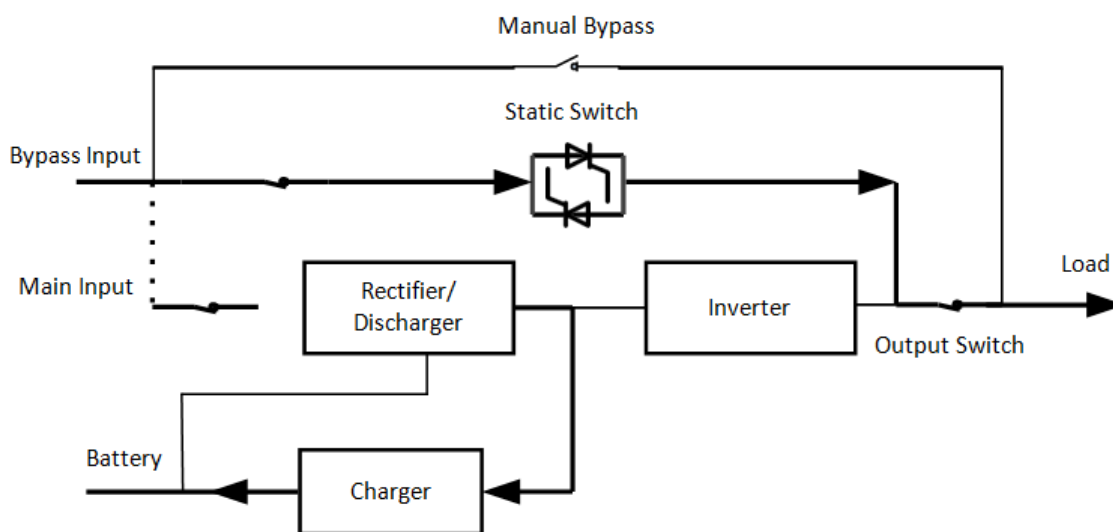 Manual Bypass
Static Switch
Bypass Input
Main Input
Rectifier/
Discharger
Inverter
Load
Output Switch
Battery
Charger